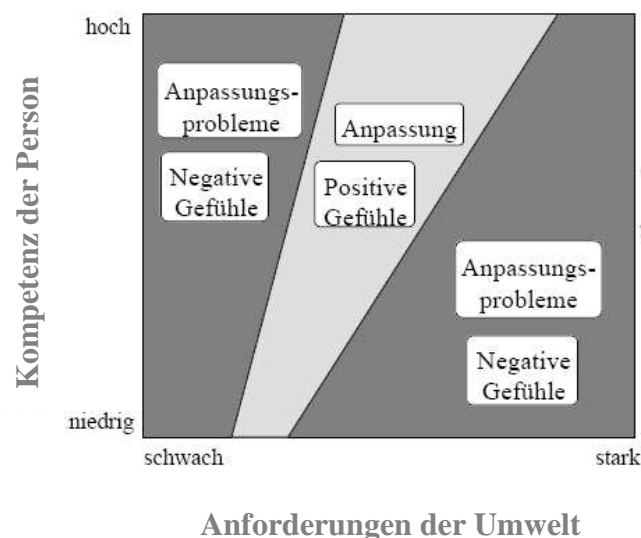 hoch
Anpassungs-
probleme
Negative
Gefühle
Anpassung
Positive
Gefühle
Anpassungs-
probleme
Negative
Gefühle
Kompetenz der Person
niedrig
schwach
stark
Anforderungen der Umwelt